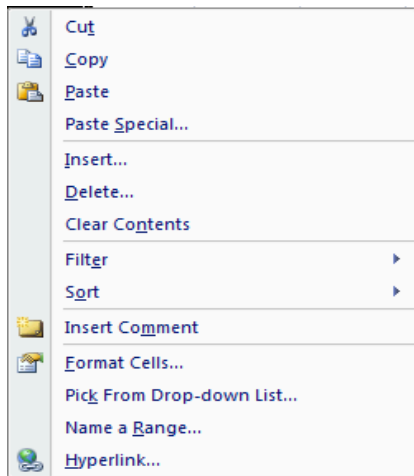 Cut
Copy
Paste
Paste Special...
Insert...
Delete...
Clear Contents
Filter
Sort
Insert Comment
Format Cells...
Pick From Drop-down List...
Name a Range...
Hyperlink...